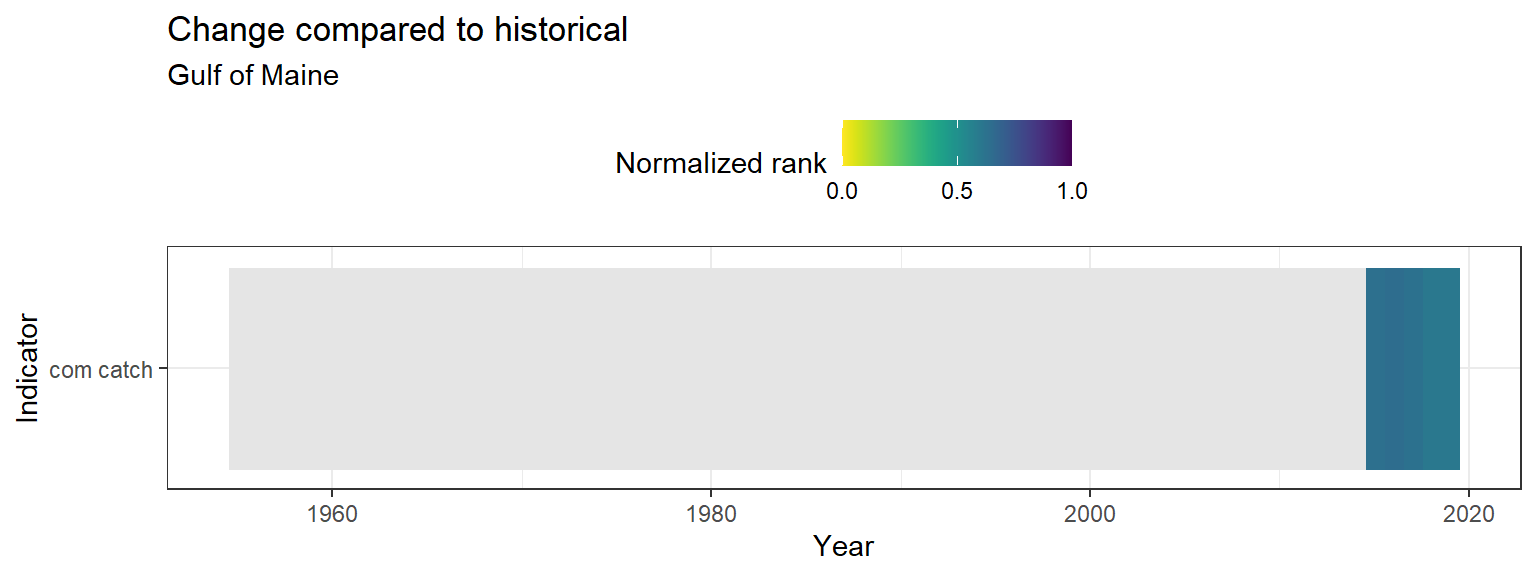 Change compared to historical
Gulf of Maine
Normalized rank
0.0 0.5 1.0
Indicator
com catch
1960 1980 2000 2020
Year